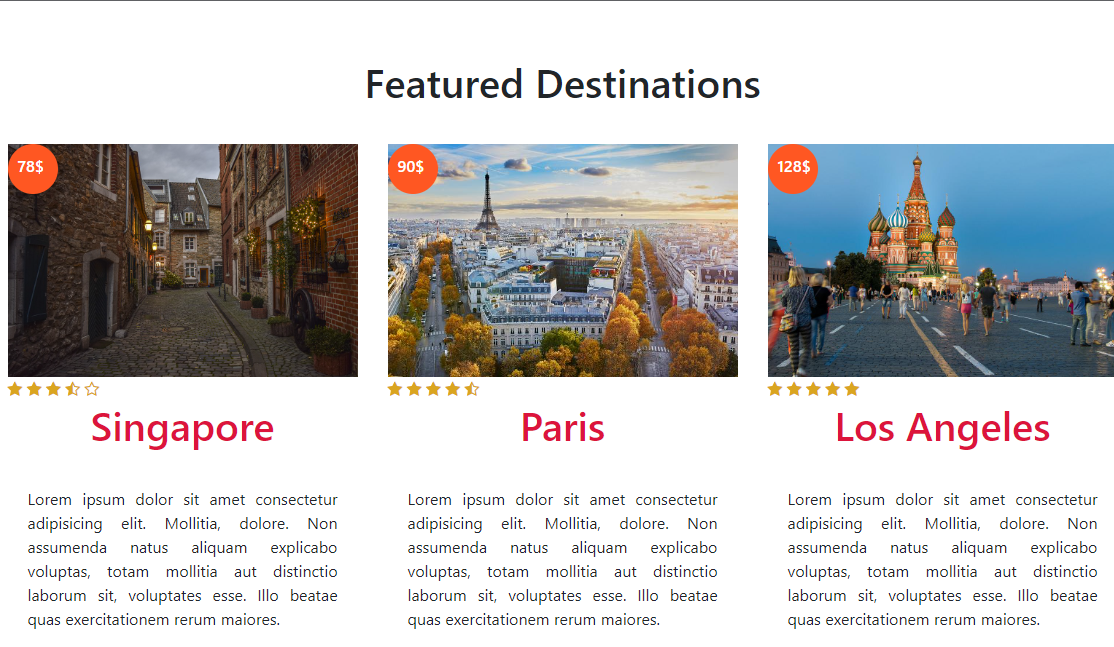 Featured Destinations
78$
90$
128$
Singapore
Paris
Los Angeles
Lorem ipsum dolor sit amet consectetur
adipisicing elit. Mollitia, dolore. Non
assumenda natus aliquam explicabo
voluptas, totam mollitia aut distinctio
laborum sit, voluptates esse. Illo beatae
quas exercitationem rerum maiores.
Lorem ipsum dolor sit amet consectetur
adipisicing elit. Mollitia, dolore. Non
assumenda natus aliquam explicabo
voluptas, totam mollitia aut distinctio
laborum sit, voluptates esse. Illo beatae
quas exercitationem rerum maiores.
Lorem ipsum dolor sit amet consectetur
adipisicing elit. Mollitia, dolore. Non
assumenda natus aliquam explicabo
voluptas, totam mollitia aut distinctio
laborum sit, voluptates esse. Illo beatae
quas exercitationem rerum maiores.